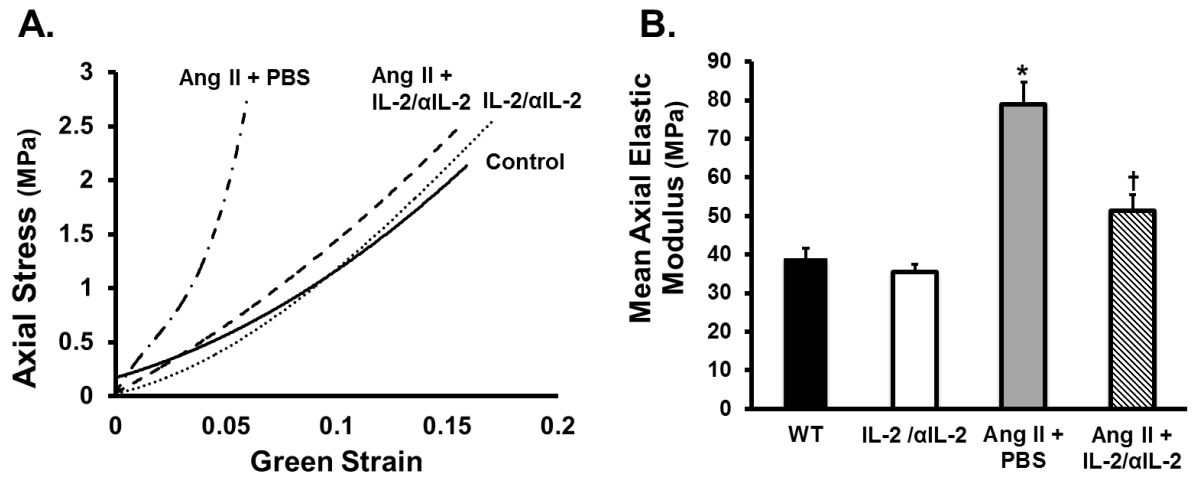 A.
Ang II + PBS
Ang II +
IL-2/αIL-2
IL-2/αIL-2
Control
Axial Stress (MPa)
3
2.5
2
1.5
1
0.5
0
0
0.05
0.1
0.15
0.2
Green Strain
B.
Mean Axial Elastic
Modulus (MPa)
90
80
70
60
50
40
30
20
10
0
*
†
WT
IL-2 /αIL-2
Ang II +
PBS
Ang II +
IL-2/αIL-2